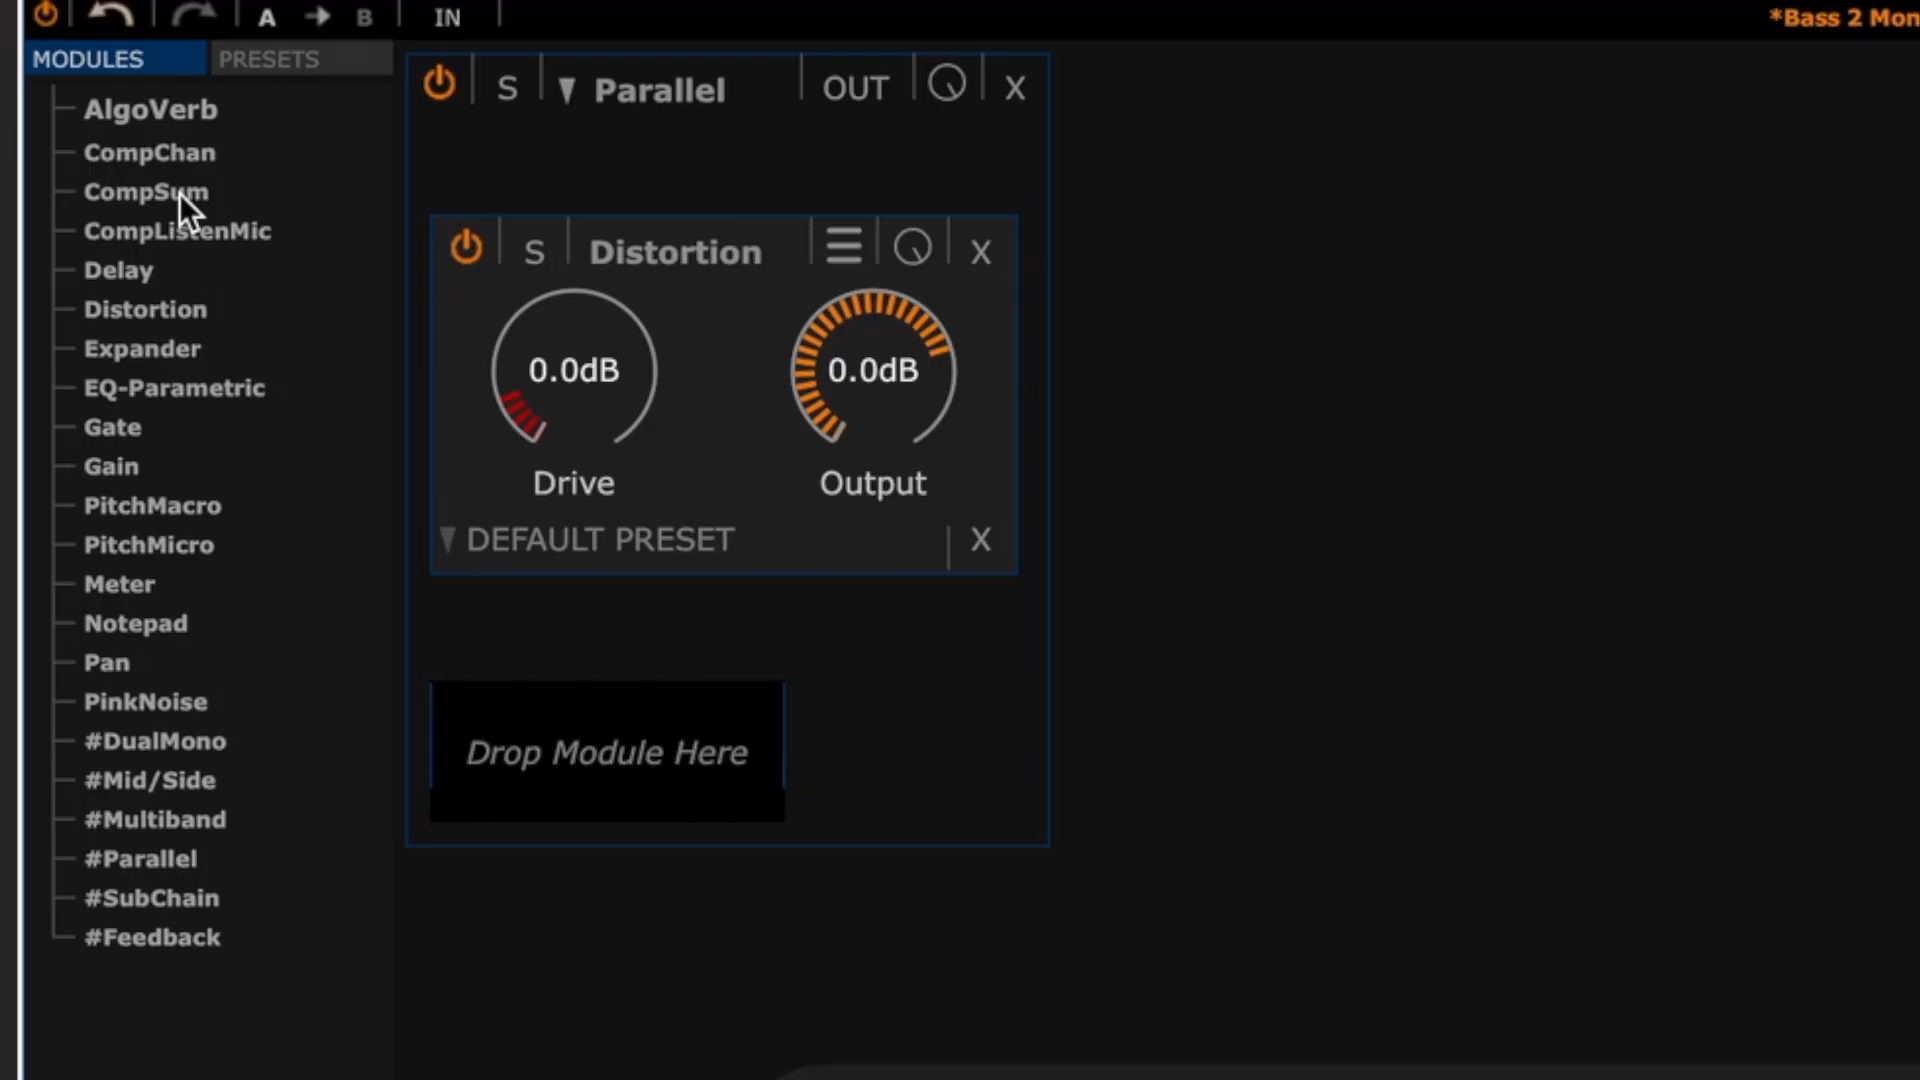 A B IN
*Bass 2 Mon
MODULES PRESETS
AlgoVerb
CompChan
CompSum
CompListenMic
Delay
Distortion
Expander
EQ-Parametric
Gate
Gain
PitchMacro
PitchMicro
Meter
Notepad
Pan
PinkNoise
#DualMono
#Mid/Side
#Multiband
#Parallel
#SubChain
#Feedback
S Parallel OUT X
S Distortion X
0.0dB 0.0dB
Drive Output
DEFAULT PRESET X
Drop Module Here